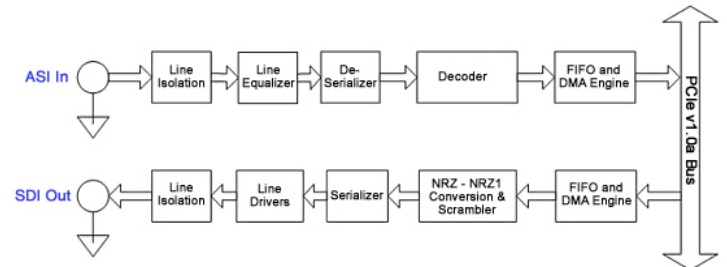 ASI In
Line
Isolation
Line
Equalizer
De-
Serializer
Decoder
FIFO and
DMA Engine
PCIe v1.0a Bus
SDI Out
Line
Isolation
Line
Drivers
Serializer
NRZ - NRZ1
Conversion &
Scrambler
FIFO and
DMA Engine